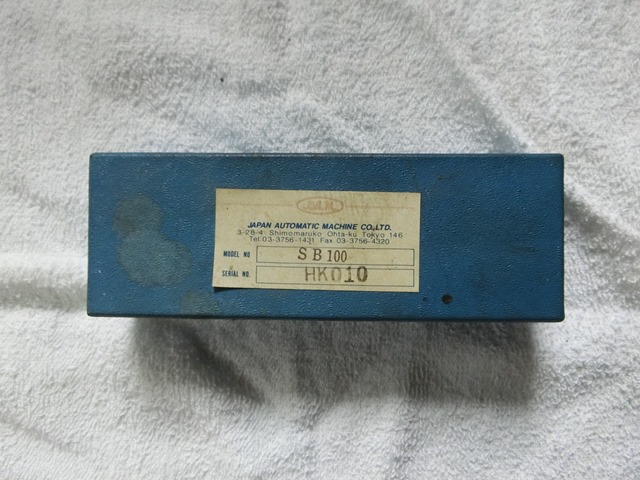 JAM
JAPAN AUTOMATIC MACHINE CO.,LTD.
3-28-4 Shimomaruko Ohta-ku Tokyo 146
Tel.03-3756-1431 Fax 03-3756-4320
MODEL NO SB100
SERIAL NO. HK010